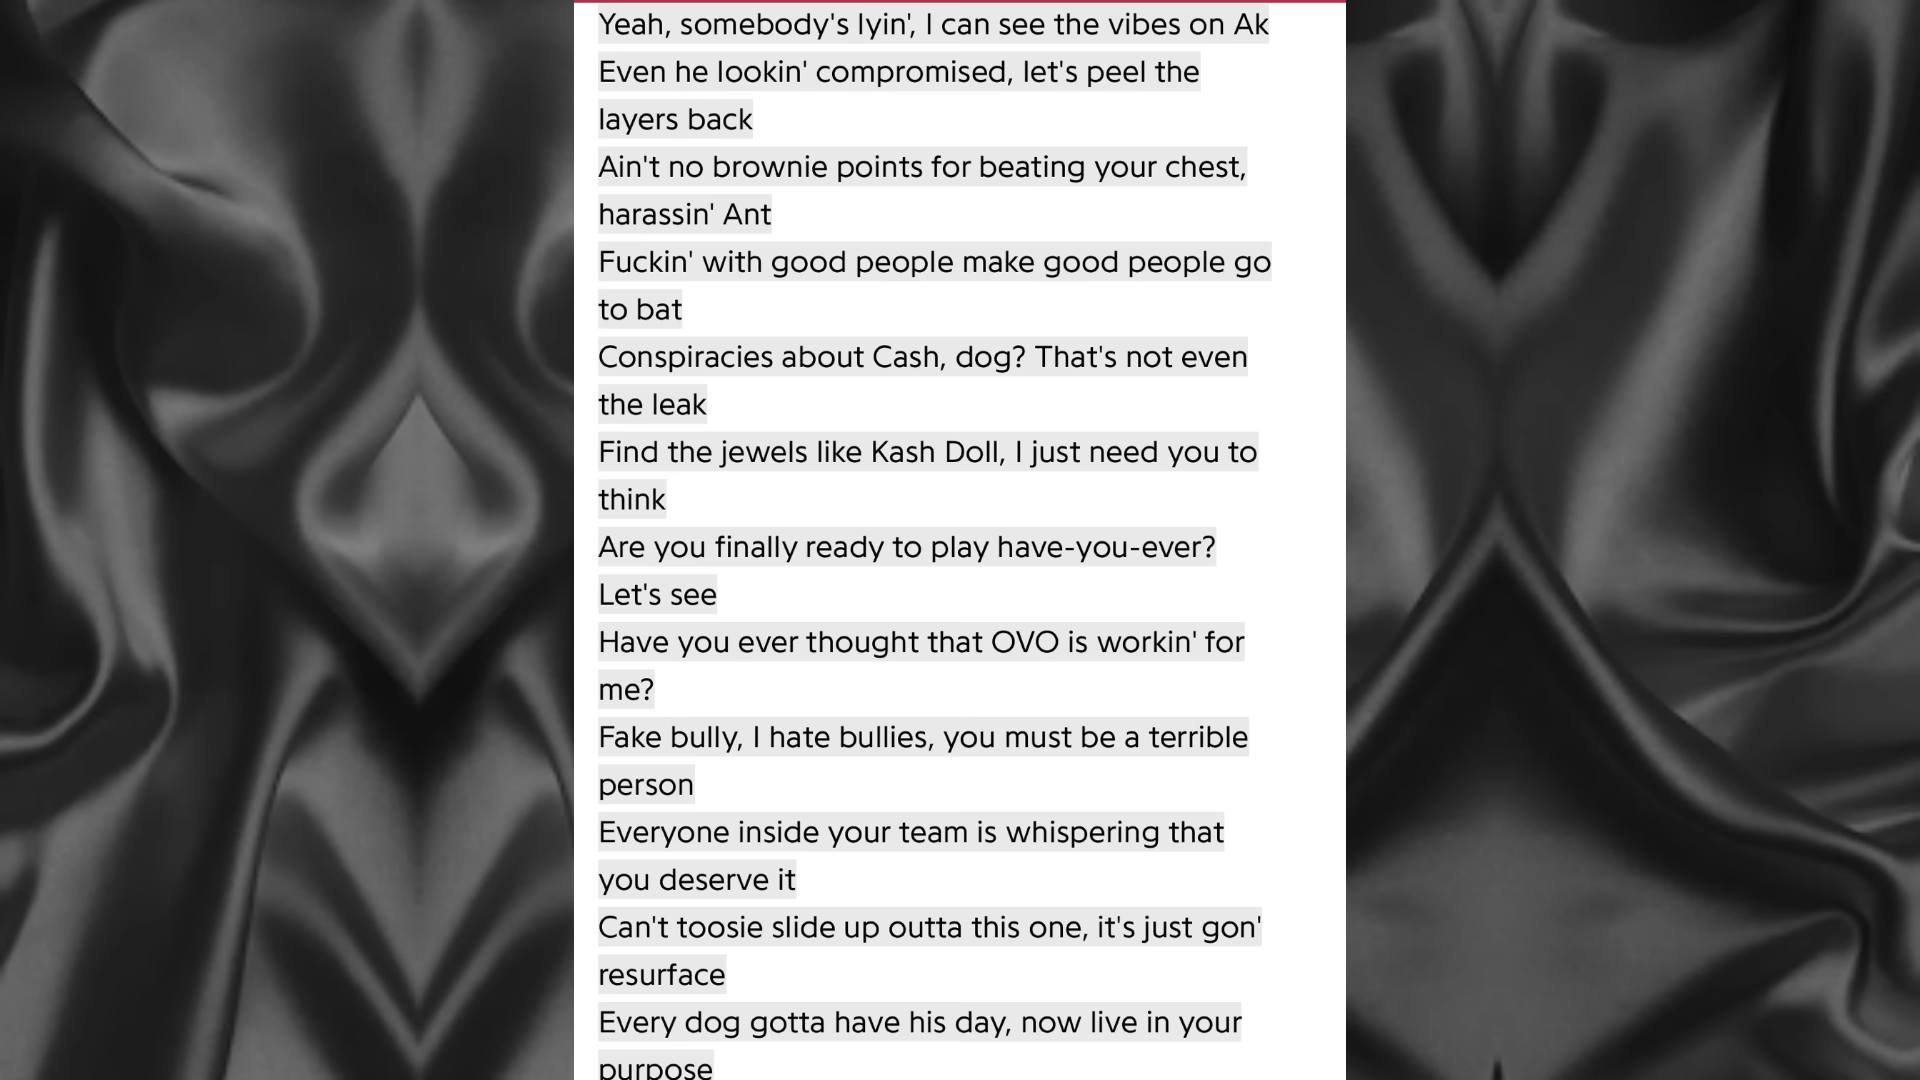 Yeah, somebody's lyin', I can see the vibes on Ak
Even he lookin' compromised, let's peel the
layers back
Ain't no brownie points for beating your chest,
harassin' Ant
Fuckin' with good people make good people go
to bat
Conspiracies about Cash, dog? That's not even
the leak
Find the jewels like Kash Doll, I just need you to
think
Are you finally ready to play have-you-ever?
Let's see
Have you ever thought that OVO is workin' for
me?
Fake bully, I hate bullies, you must be a terrible
person
Everyone inside your team is whispering that
you deserve it
Can't toosie slide up outta this one, it's just gon'
resurface
Every dog gotta have his day, now live in your
purpose